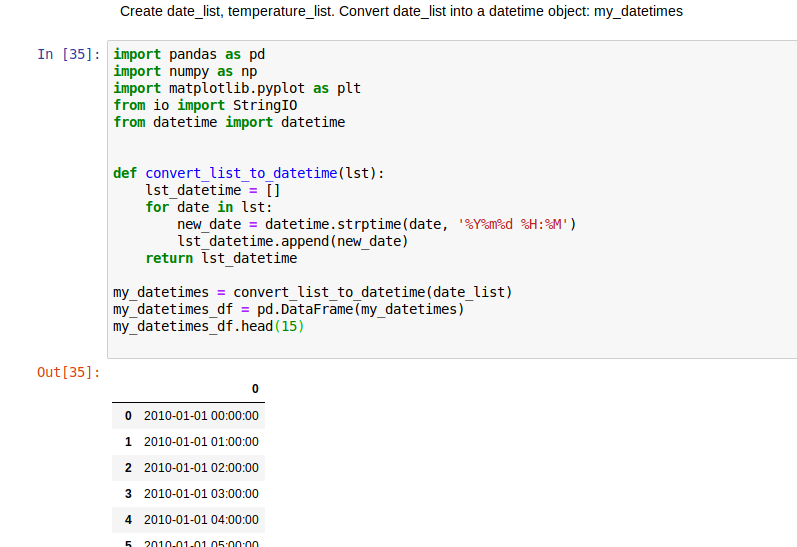 Create date_list, temperature_list. Convert date_list into a datetime object: my_datetimes
In [35]: import pandas as pd
import numpy as np
import matplotlib.pyplot as plt
from io import StringIO
from datetime import datetime
def convert_list_to_datetime(lst):
    lst_datetime = []
    for date in lst:
        new_date = datetime.strptime(date, '%Y%m%d %H:%M')
        lst_datetime.append(new_date)
    return lst_datetime
my_datetimes = convert_list_to_datetime(date_list)
my_datetimes_df = pd.DataFrame(my_datetimes)
my_datetimes_df.head(15)
Out[35]:
0
0 2010-01-01 00:00:00
1 2010-01-01 01:00:00
2 2010-01-01 02:00:00
3 2010-01-01 03:00:00
4 2010-01-01 04:00:00
5 2010-01-01 05:00:00